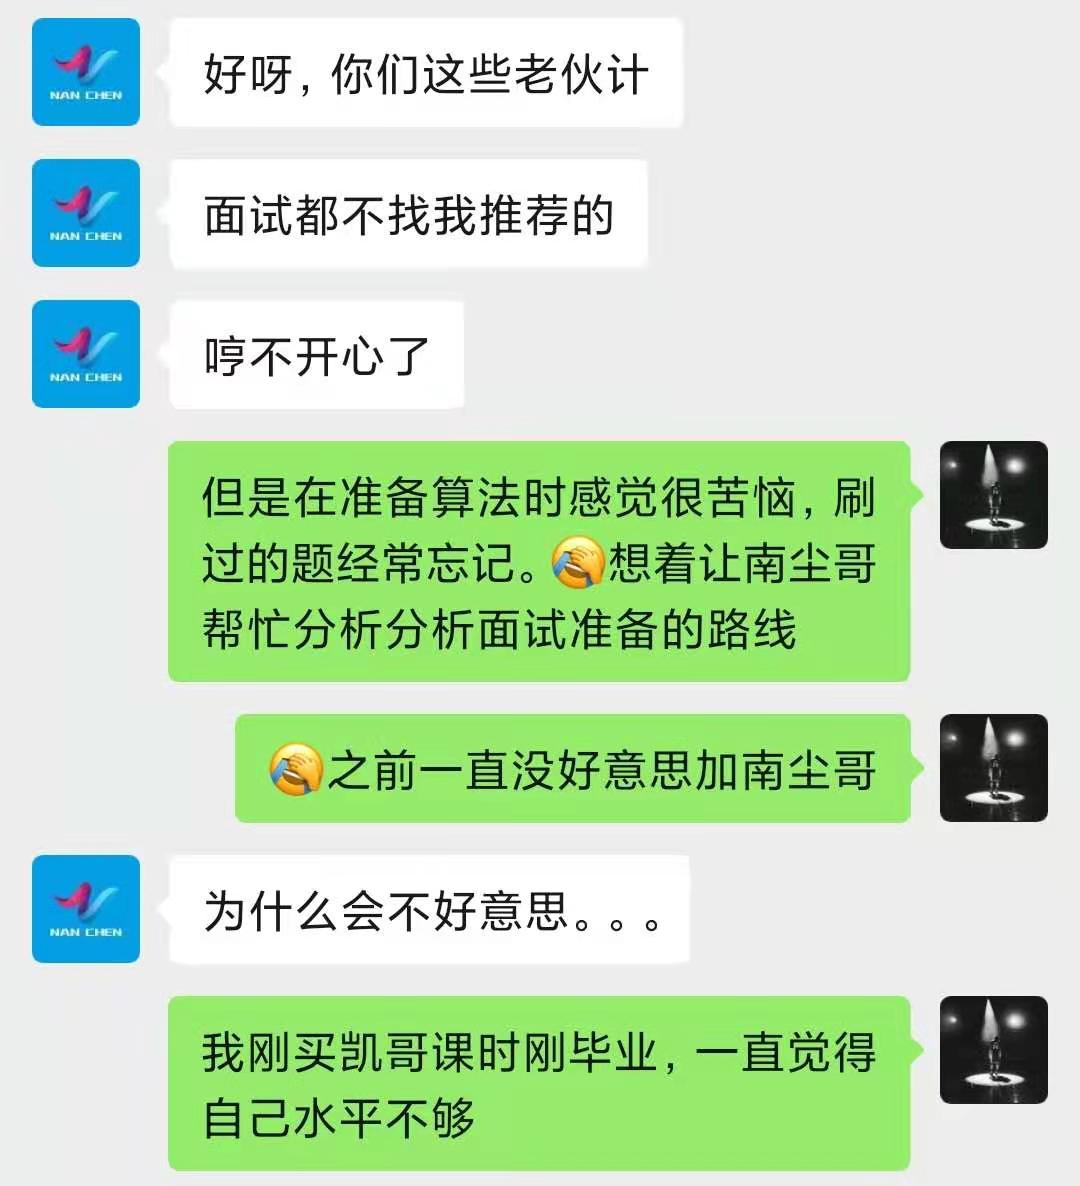 NAN CHEN
好呀，你们这些老伙计
NAN CHEN
面试都不找我推荐的
NAN CHEN
哼不开心了
但是在准备算法时感觉很苦恼，刷
过的题经常忘记。🤦想着让南尘哥
帮忙分析分析面试准备的路线
🤦之前一直没好意思加南尘哥
NAN CHEN
为什么会不好意思。。。
我刚买凯哥课时刚毕业，一直觉得
自己水平不够